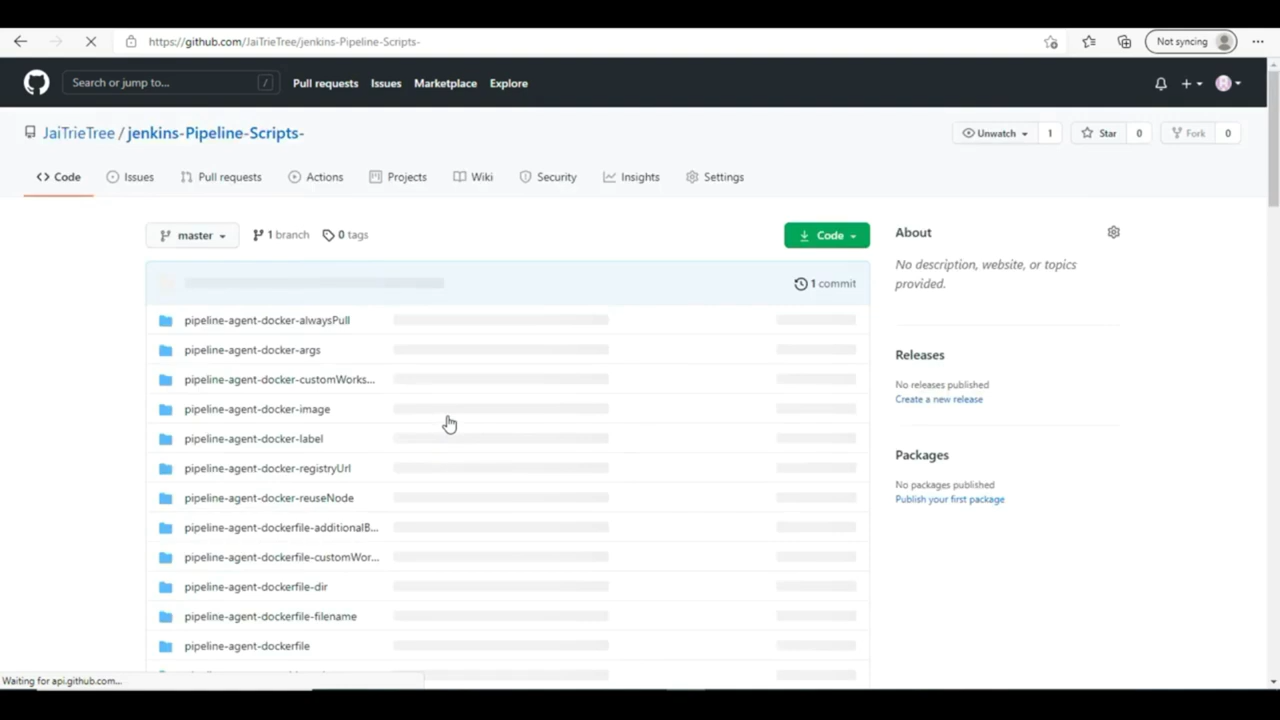 https://github.com/JaiTrieTree/jenkins-Pipeline-Scripts-
Not syncing
Search or jump to...
/
Pull requests
Issues
Marketplace
Explore
JaiTrieTree / jenkins-Pipeline-Scripts-
Unwatch 1
Star 0
Fork 0
Code
Issues
Pull requests
Actions
Projects
Wiki
Security
Insights
Settings
master
1 branch
0 tags
Code
1 commit
pipeline-agent-docker-alwaysPull
pipeline-agent-docker-args
pipeline-agent-docker-customWorks...
pipeline-agent-docker-image
pipeline-agent-docker-label
pipeline-agent-docker-registryUrl
pipeline-agent-docker-reuseNode
pipeline-agent-dockerfile-additionalB...
pipeline-agent-dockerfile-customWor...
pipeline-agent-dockerfile-dir
pipeline-agent-dockerfile-filename
pipeline-agent-dockerfile
About
No description, website, or topics
provided.
Releases
No releases published
Create a new release
Packages
No packages published
Publish your first package
Waiting for api.github.com...